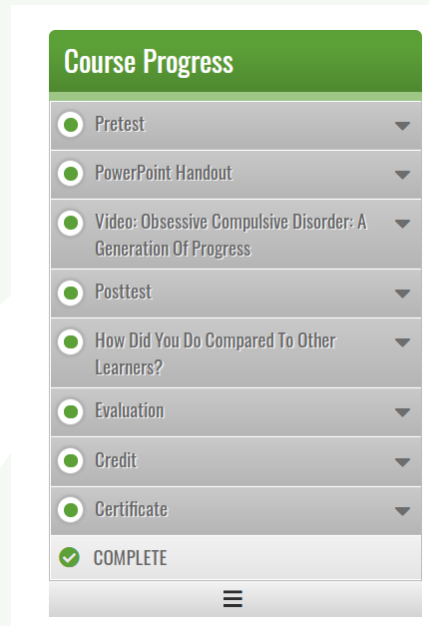 Course Progress
Pretest
PowerPoint Handout
Video: Obsessive Compulsive Disorder: A
Generation Of Progress
Posttest
How Did You Do Compared To Other
Learners?
Evaluation
Credit
Certificate
COMPLETE